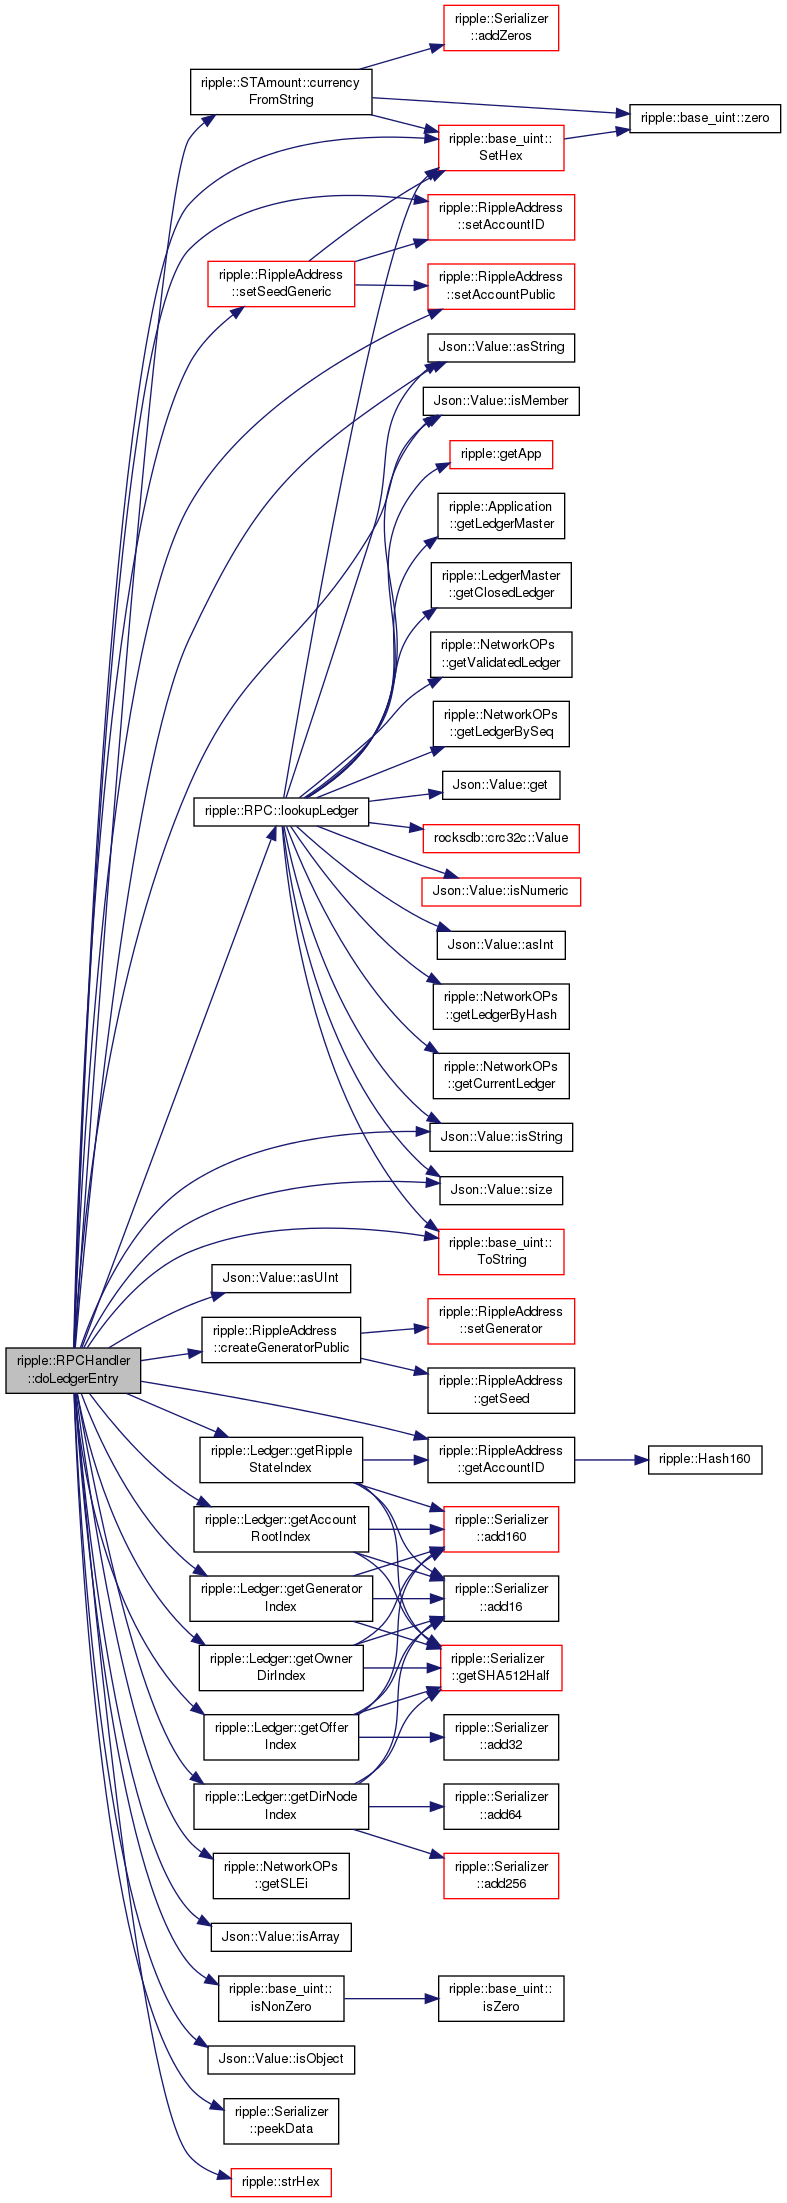 ripple::Serializer
::addZeros
ripple::STAmount::currency
FromString
ripple::base_uint::zero
ripple::base_uint::
SetHex
ripple::RippleAddress
::setAccountID
ripple::RippleAddress
::setSeedGeneric
ripple::RippleAddress
::setAccountPublic
Json::Value::asString
Json::Value::isMember
ripple::getApp
ripple::Application
::getLedgerMaster
ripple::LedgerMaster
::getClosedLedger
ripple::NetworkOPs
::getValidatedLedger
ripple::NetworkOPs
::getLedgerBySeq
Json::Value::get
ripple::RPC::lookupLedger
rocksdb::crc32c::Value
Json::Value::isNumeric
Json::Value::asInt
ripple::NetworkOPs
::getLedgerByHash
ripple::NetworkOPs
::getCurrentLedger
Json::Value::isString
Json::Value::size
ripple::base_uint::
ToString
Json::Value::asUInt
ripple::RippleAddress
::setGenerator
ripple::RippleAddress
::createGeneratorPublic
ripple::RPCHandler
::doLedgerEntry
ripple::RippleAddress
::getSeed
ripple::Ledger::getRipple
StateIndex
ripple::RippleAddress
::getAccountID
ripple::Hash160
ripple::Ledger::getAccount
RootIndex
ripple::Serializer
::add160
ripple::Ledger::getGenerator
Index
ripple::Serializer
::add16
ripple::Ledger::getOwner
DirIndex
ripple::Serializer
::getSHA512Half
ripple::Ledger::getOffer
Index
ripple::Serializer
::add32
ripple::Ledger::getDirNode
Index
ripple::Serializer
::add64
ripple::NetworkOPs
::getSLEi
ripple::Serializer
::add256
Json::Value::isArray
ripple::base_uint::
isNonZero
ripple::base_uint::
isZero
Json::Value::isObject
ripple::Serializer
::peekData
ripple::strHex